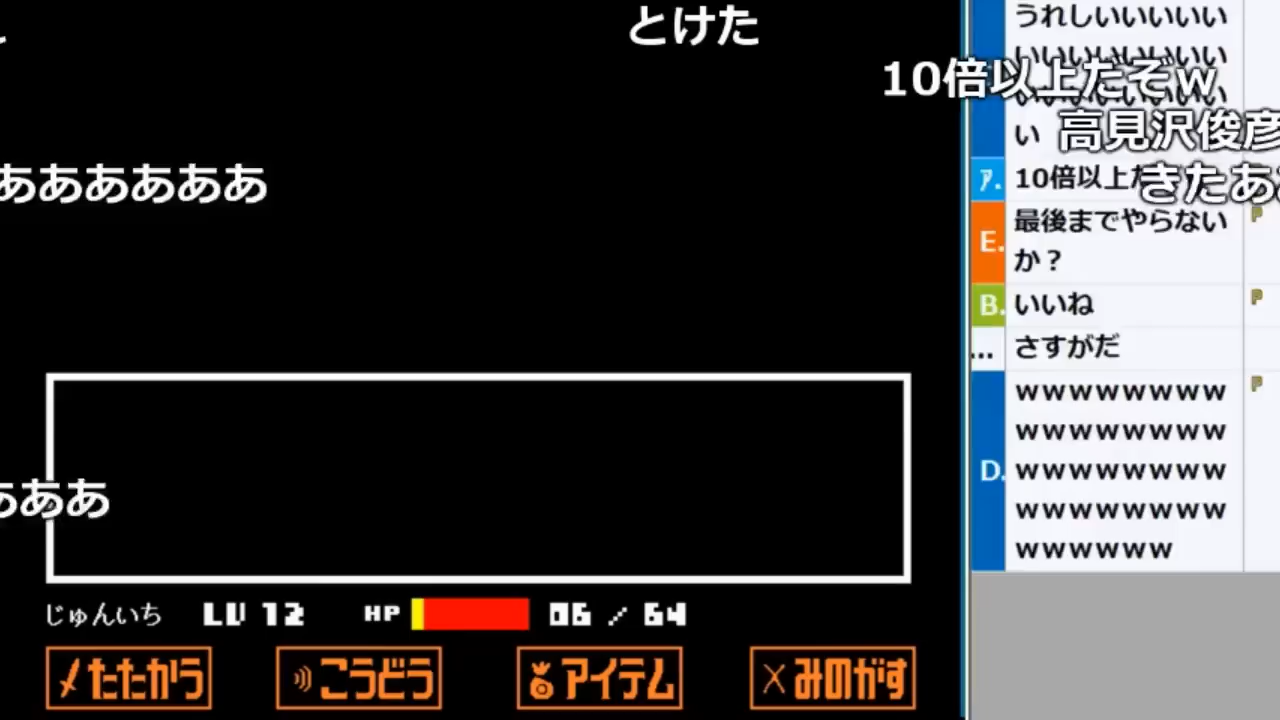 とけた
10倍以上だぞｗ
高見沢俊彦
きたあ
ああああああ
あああ
じゅんいち LV 12 HP 06 / 64
たたかう こうどう アイテム みのがす
うれしいいいいい
いいいいいいいい
いいいいいいいい
い
ｱ. 10倍以上だ
E. 最後までやらない
か？
B. いいね
... さすがだ
D. ｗｗｗｗｗｗｗｗ
ｗｗｗｗｗｗｗｗ
ｗｗｗｗｗｗｗｗ
ｗｗｗｗｗｗｗｗ
ｗｗｗｗｗｗ